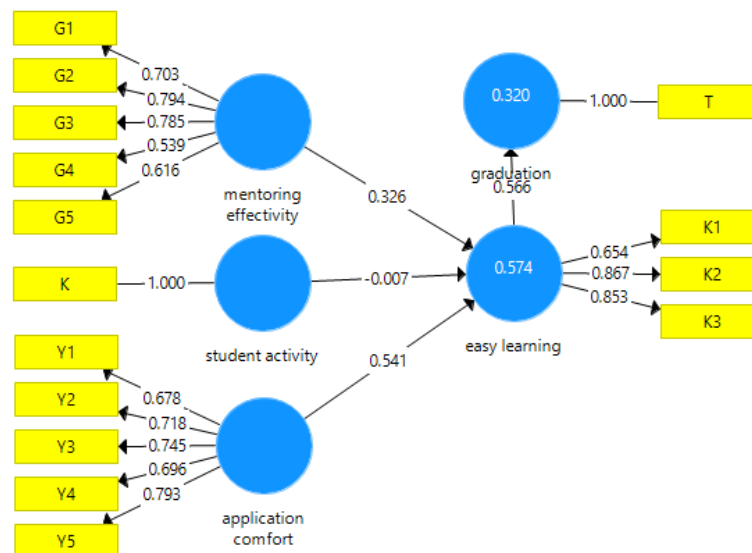 G1
G2
G3
G4
G5
0.703
0.794
0.785
0.539
0.616
mentoring
effectivity
0.326
0.320
graduation
1.000
T
0.566
K
1.000
student activity
-0.007
0.574
easy learning
0.654
0.867
0.853
K1
K2
K3
Y1
Y2
Y3
Y4
Y5
0.678
0.718
0.745
0.696
0.793
application
comfort
0.541